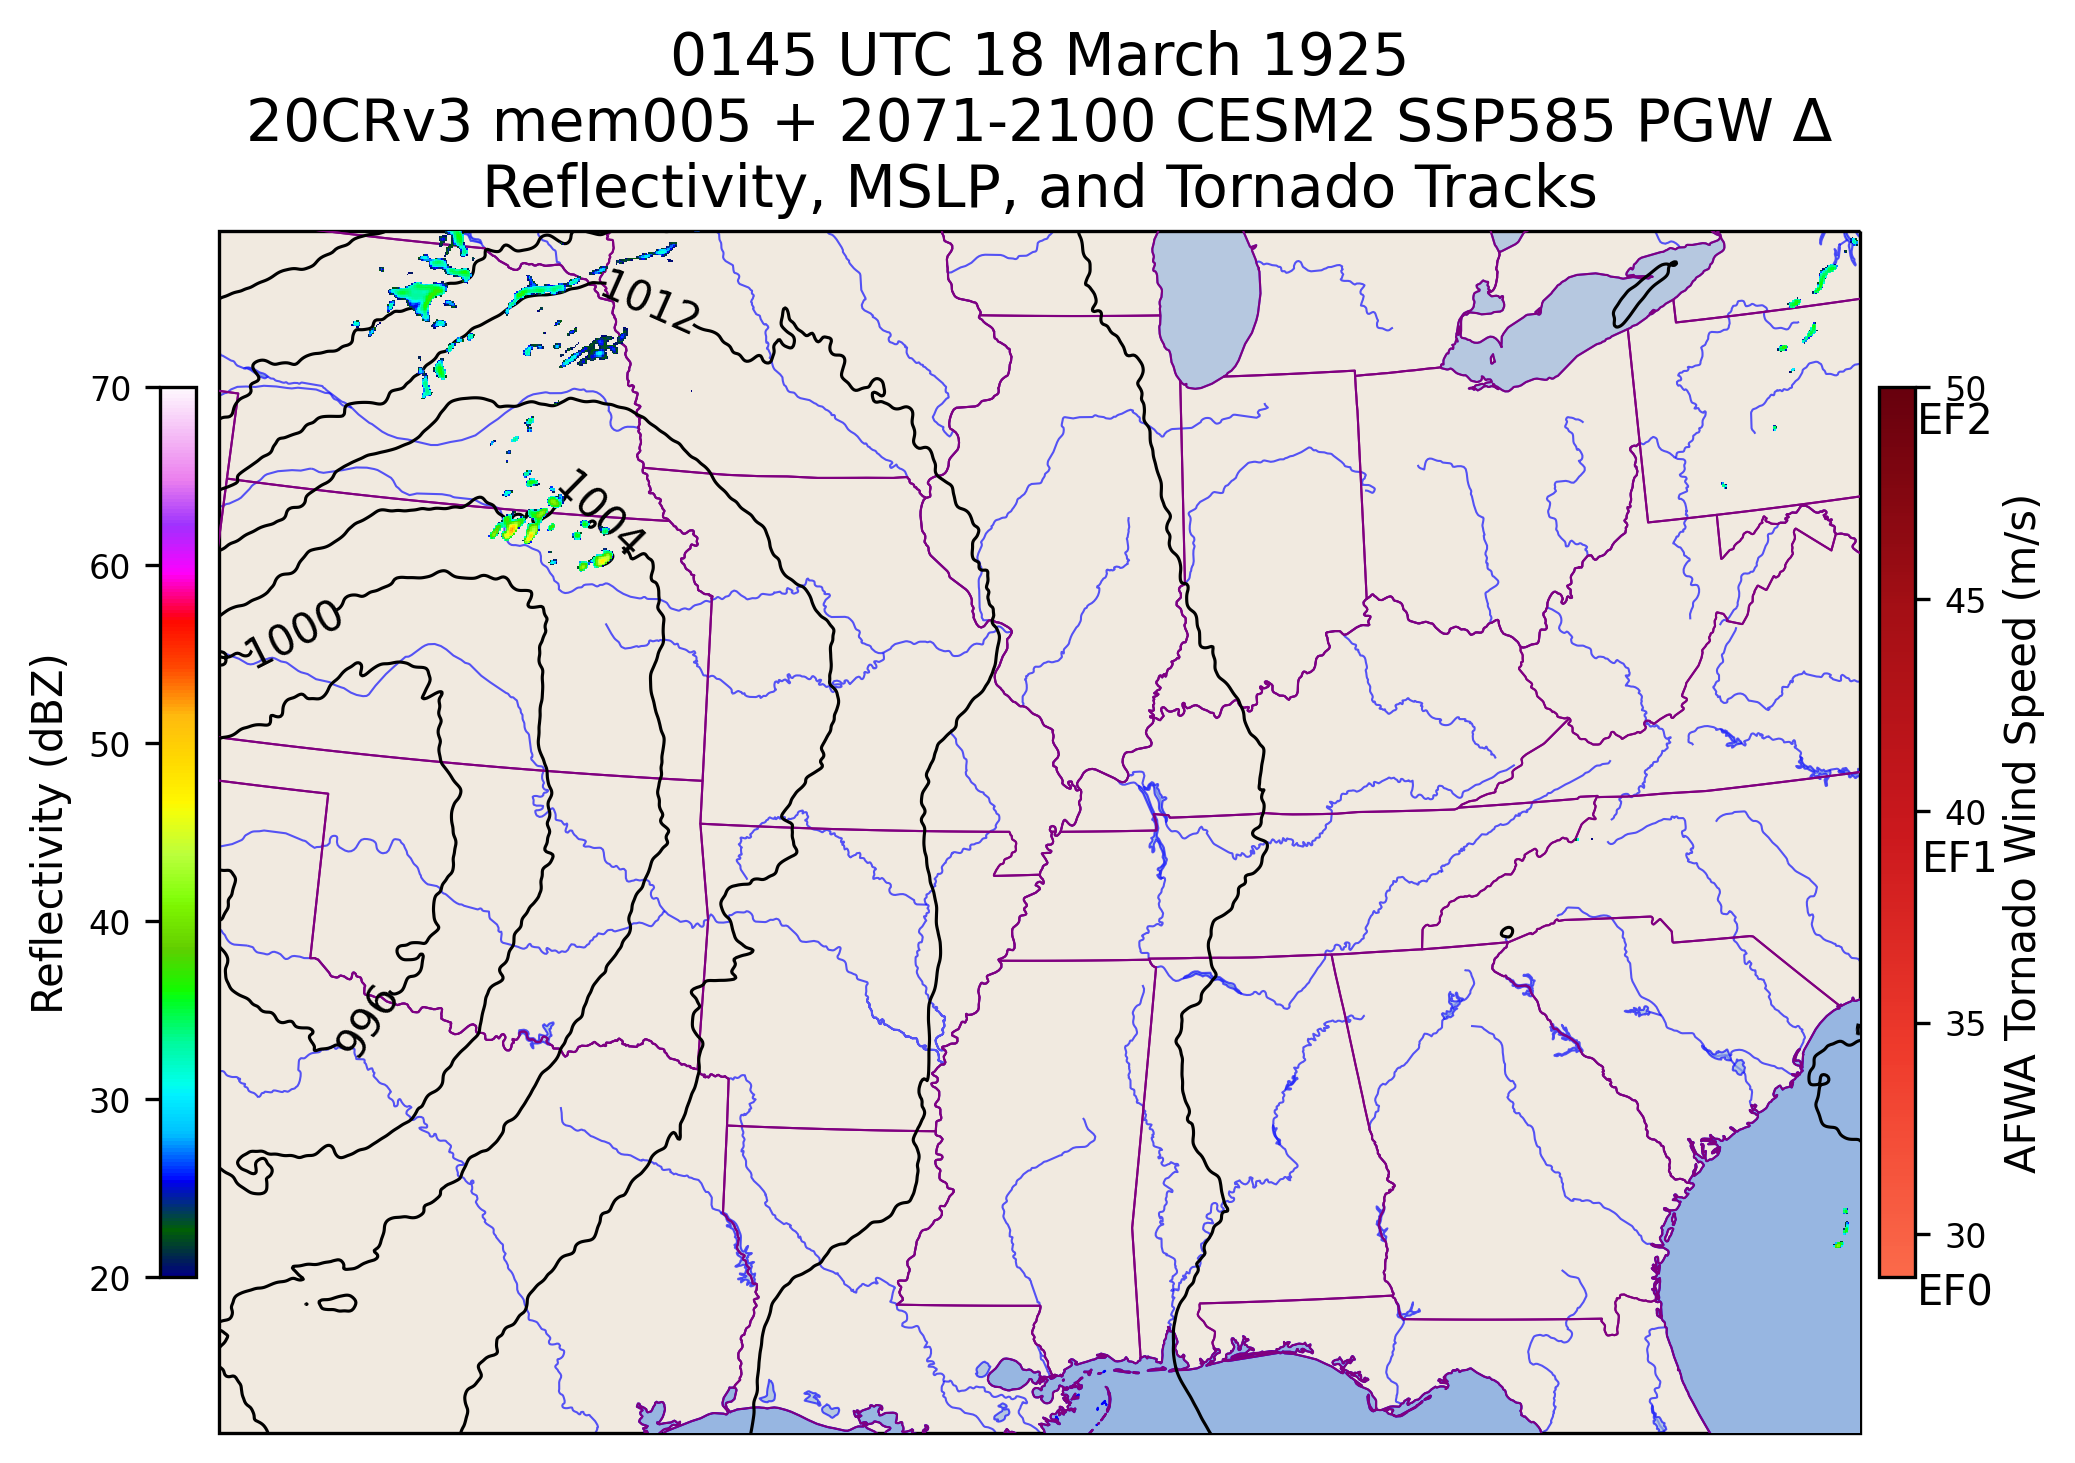 0145 UTC 18 March 1925
20CRv3 mem005 + 2071-2100 CESM2 SSP585 PGW Δ
Reflectivity, MSLP, and Tornado Tracks
1012
1004
1000
996
70
60
50
40
30
20
Reflectivity (dBZ)
50
EF2
45
40
EF1
35
30
EF0
AFWA Tornado Wind Speed (m/s)